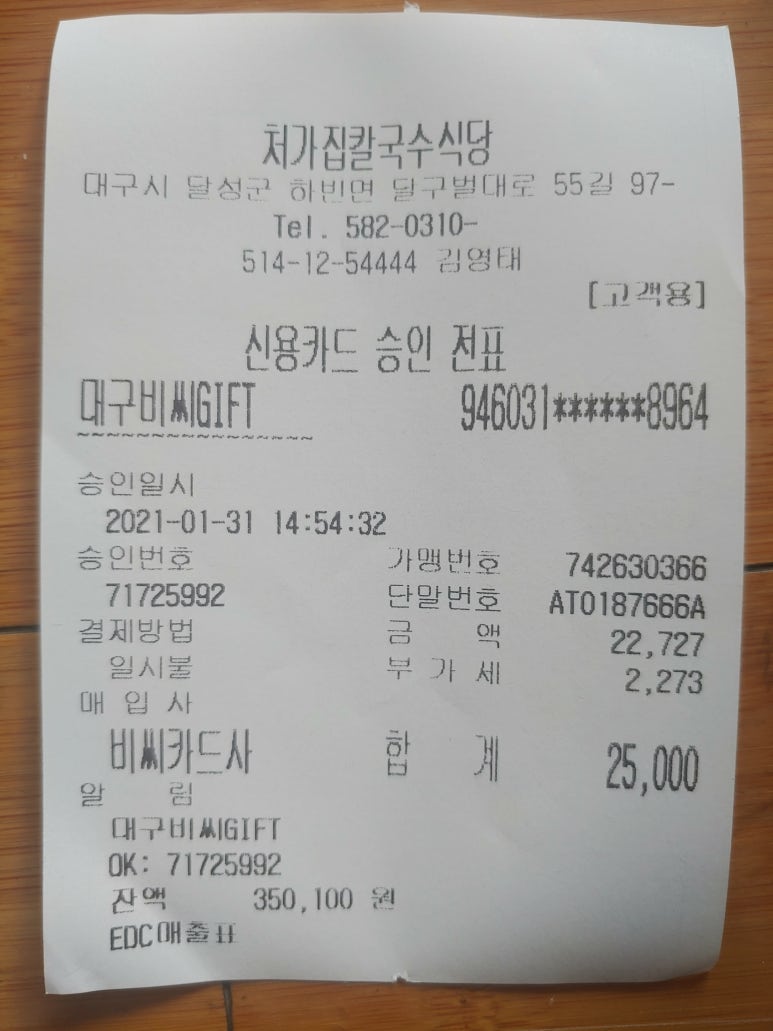 처가집칼국수식당
대구시 달성군 하빈면 달구벌대로 55길 97-
Tel. 582-0310-
514-12-54444 김영태
[고객용]
신용카드 승인 전표
대구비씨GIFT 946031******8964
~~~~~~~~~~~~~~~~~
승인일시
2021-01-31 14:54:32
승인번호 가맹번호 742630366
71725992 단말번호 AT0187666A
결제방법 금 액 22,727
일시불 부 가 세 2,273
매 입 사
비씨카드사 합 계 25,000
알 림
대구비씨GIFT
OK: 71725992
잔액 350,100 원
EDC매출표